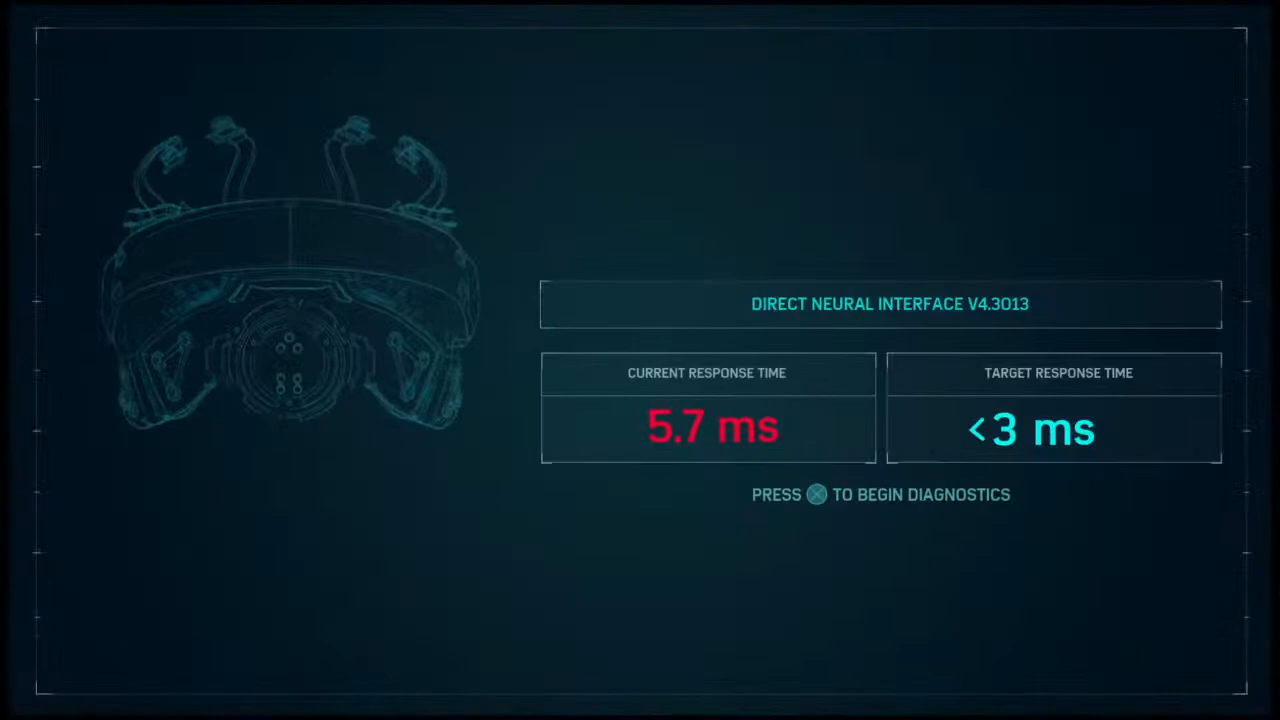 DIRECT NEURAL INTERFACE V4.3013
CURRENT RESPONSE TIME
5.7 ms
TARGET RESPONSE TIME
<3 ms
PRESS TO BEGIN DIAGNOSTICS